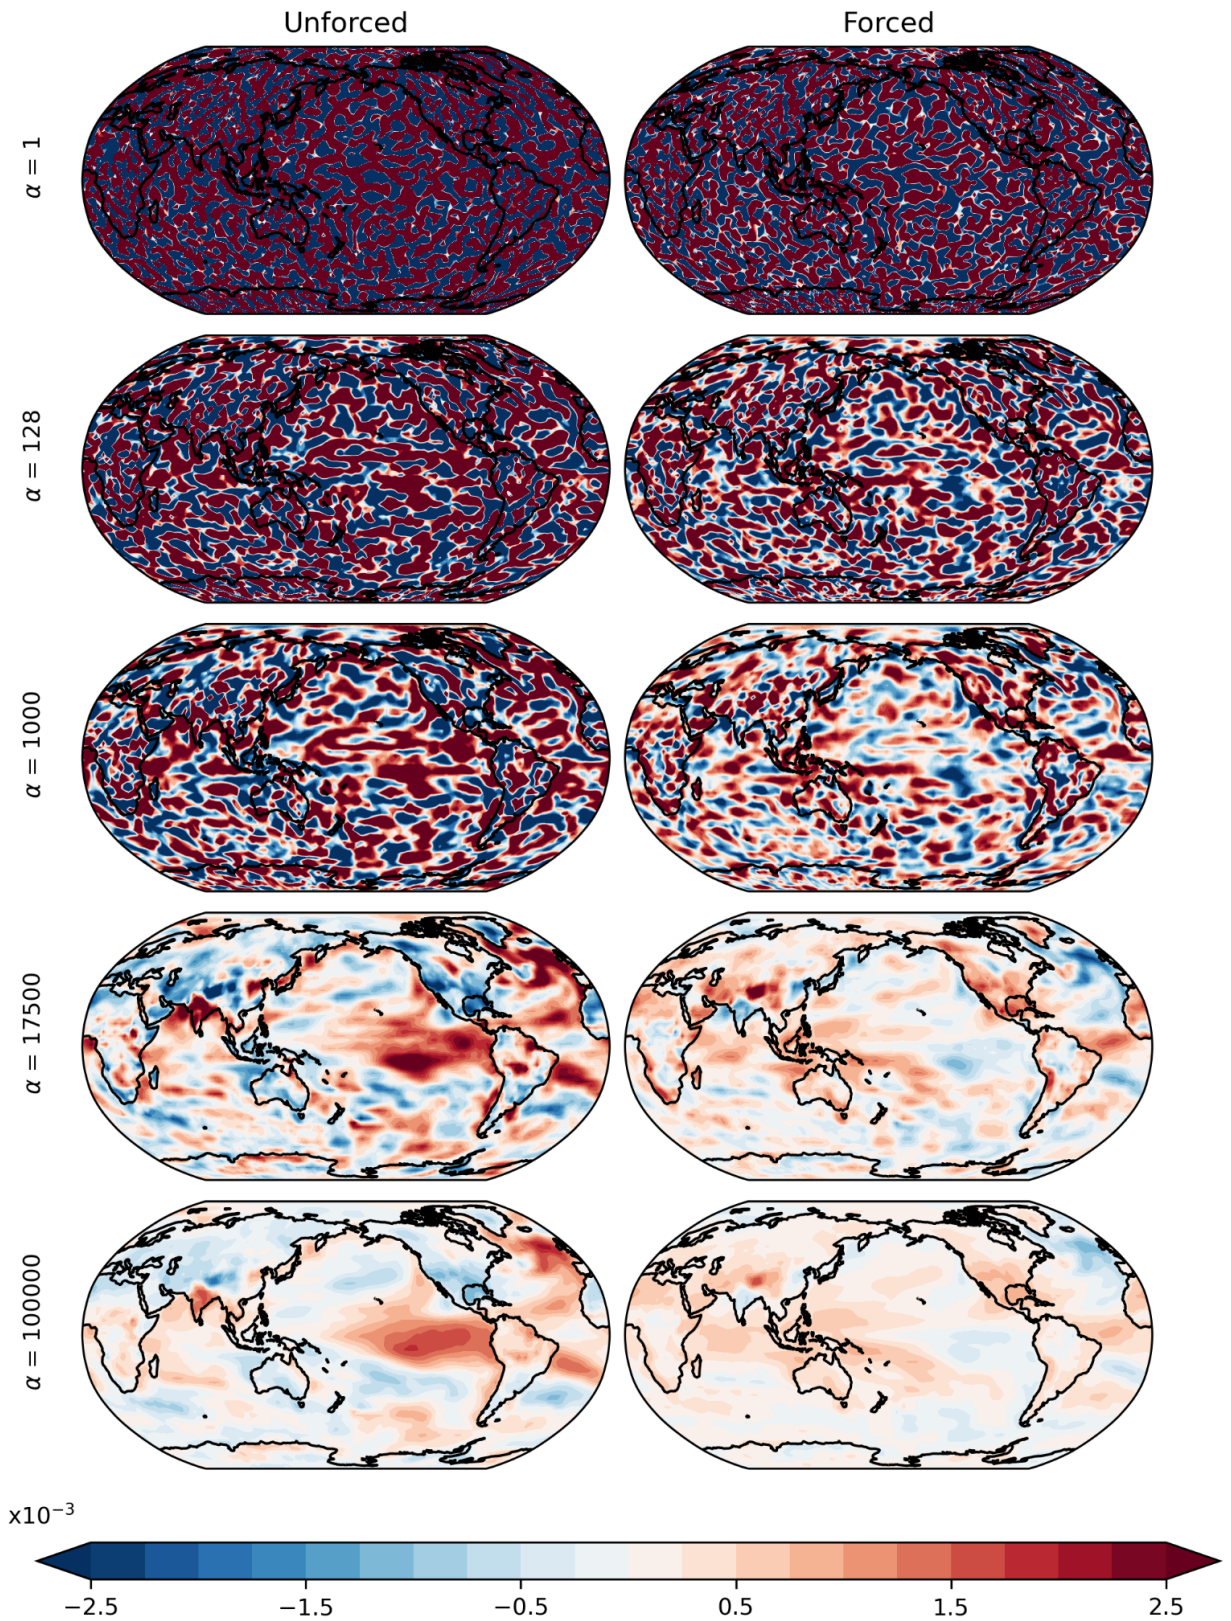 Unforced Forced
α = 1
α = 128
α = 1000
α = 17500
α = 100000
x10⁻³
−2.5 −1.5 −0.5 0.5 1.5 2.5